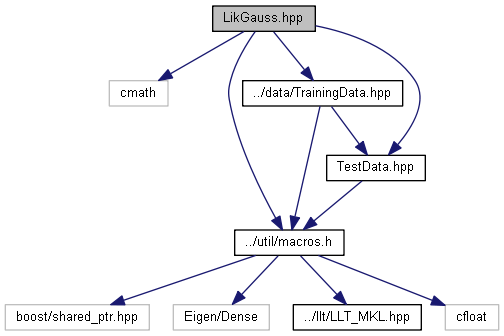 LikGauss.hpp
cmath
../data/TrainingData.hpp
TestData.hpp
../util/macros.h
boost/shared_ptr.hpp
Eigen/Dense
../llt/LLT_MKL.hpp
cfloat